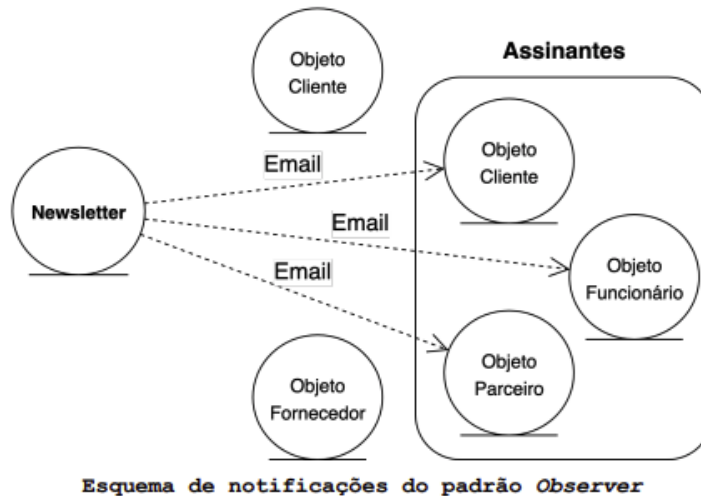 Objeto
Cliente
Assinantes
Newsletter
Email
Objeto
Cliente
Email
Objeto
Funcionário
Email
Objeto
Fornecedor
Objeto
Parceiro
Esquema de notificações do padrão Observer